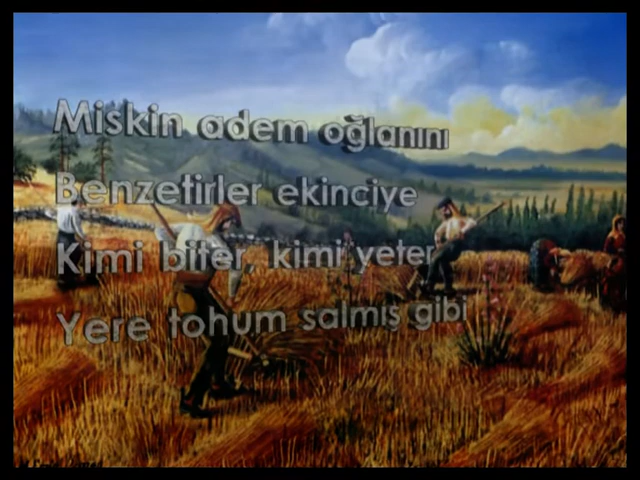 Miskin adem oğlanını
Benzetirler ekinciye
Kimi biter, kimi yeter
Yere tohum salmış gibi